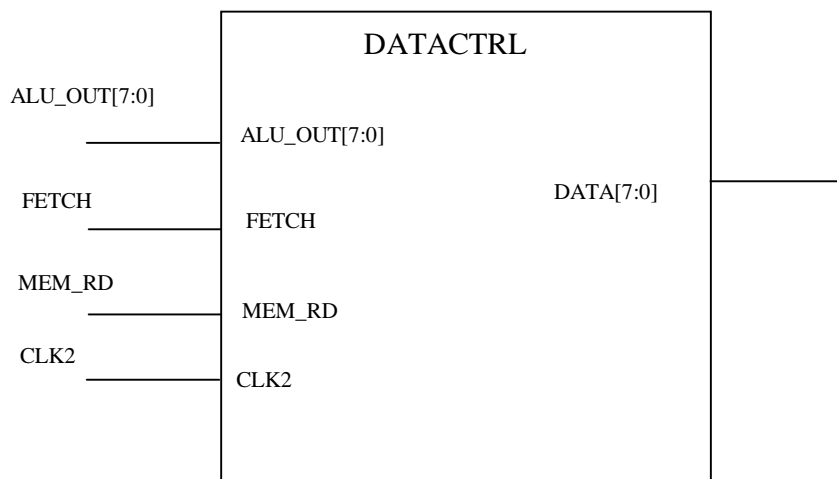 DATACTRL
ALU_OUT[7:0]
ALU_OUT[7:0]
FETCH
DATA[7:0]
FETCH
MEM_RD
MEM_RD
CLK2
CLK2